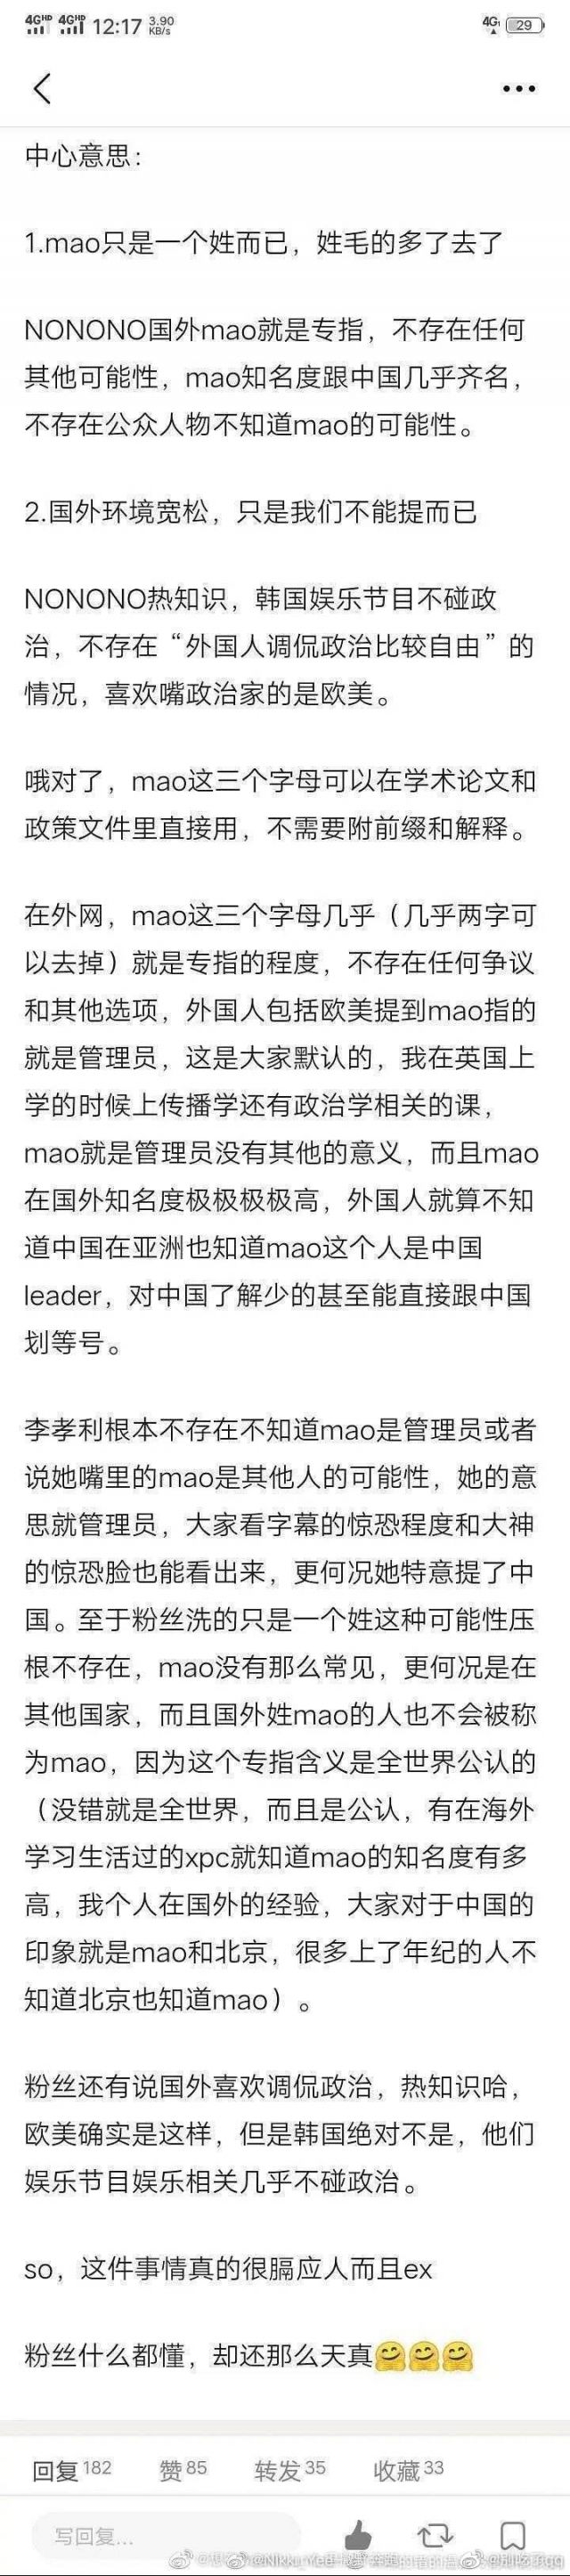 4GHD 4GHD 12:17 3.90 KB/s 4G 29
中心意思：
1.mao只是一个姓而已，姓毛的多了去了
NONONO国外mao就是专指，不存在任何
其他可能性，mao知名度跟中国几乎齐名，
不存在公众人物不知道mao的可能性。
2.国外环境宽松，只是我们不能提而已
NONONO热知识，韩国娱乐节目不碰政
治，不存在“外国人调侃政治比较自由”的
情况，喜欢嘴政治家的是欧美。
哦对了，mao这三个字母可以在学术论文和
政策文件里直接用，不需要附前缀和解释。
在外网，mao这三个字母几乎（几乎两字可
以去掉）就是专指的程度，不存在任何争议
和其他选项，外国人包括欧美提到mao指的
就是管理员，这是大家默认的，我在英国上
学的时候上传播学还有政治学相关的课，
mao就是管理员没有其他的意义，而且mao
在国外知名度极极极极高，外国人就算不知
道中国在亚洲也知道mao这个人是中国
leader，对中国了解少的甚至能直接跟中国
划等号。
李孝利根本不存在不知道mao是管理员或者
说她嘴里的mao是其他人的可能性，她的意
思就管理员，大家看字幕的惊恐程度和大神
的惊恐脸也能看出来，更何况她特意提了中
国。至于粉丝洗的只是一个姓这种可能性压
根不存在，mao没有那么常见，更何况是在
其他国家，而且国外姓mao的人也不会被称
为mao，因为这个专指含义是全世界公认的
（没错就是全世界，而且是公认，有在海外
学习生活过的xpc就知道mao的知名度有多
高，我个人在国外的经验，大家对于中国的
印象就是mao和北京，很多上了年纪的人不
知道北京也知道mao）。
粉丝还有说国外喜欢调侃政治，热知识哈，
欧美确实是这样，但是韩国绝对不是，他们
娱乐节目娱乐相关几乎不碰政治。
so，这件事情真的很膈应人而且ex
粉丝什么都懂，却还那么天真🤗🤗🤗
回复 182 赞 85 转发 35 收藏 33
写回复...